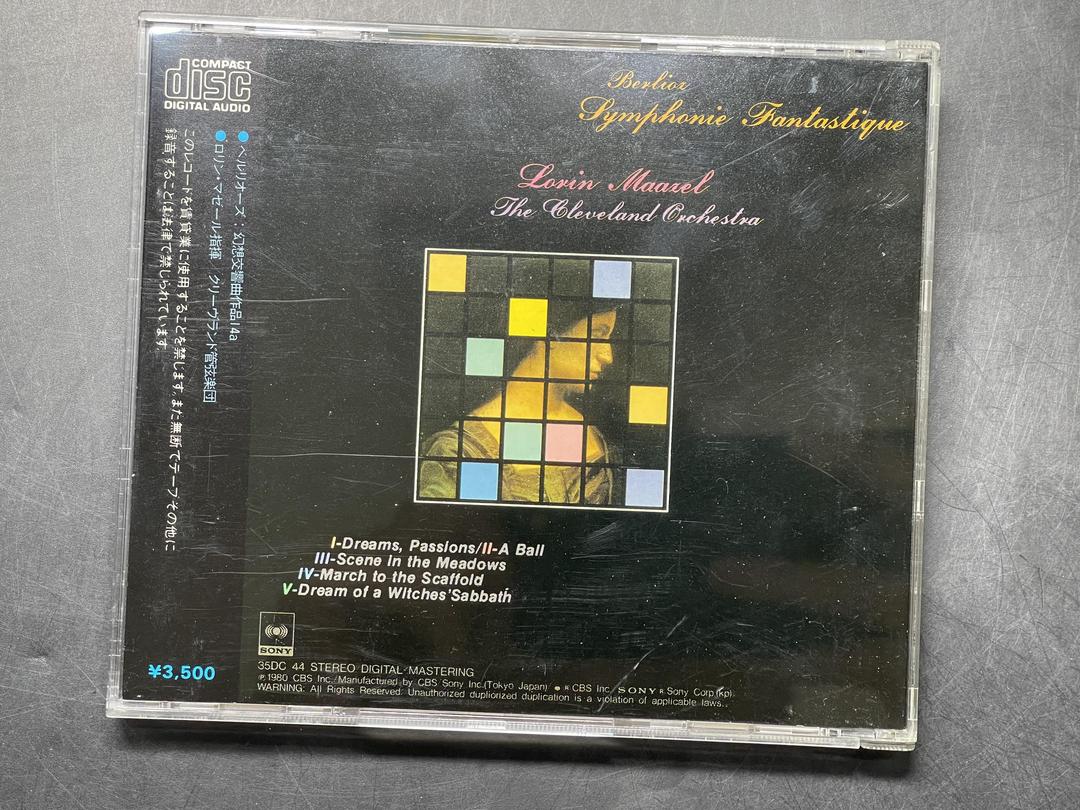 COMPACT
disc
DIGITAL AUDIO
●ベルリオーズ:幻想交響曲作品14a
●ロリン・マゼール指揮 クリーヴランド管弦楽団
このレコードを賃貸業に使用することを禁じます。また無断でテープその他に
録音することは法律で禁じられています。
¥3,500
Berlioz
Symphonie Fantastique
Lorin Maazel
The Cleveland Orchestra
I-Dreams, Passions/II-A Ball
III-Scene in the Meadows
IV-March to the Scaffold
V-Dream of a Witches'Sabbath
SONY
35DC 44 STEREO DIGITAL MASTERING
℗1980 CBS Inc./Manufactured by CBS Sony Inc.(Tokyo Japan) ● ® CBS Inc. SONY ® Sony Corp.
WARNING: All Rights Reserved. Unauthorized duplionized duplication is a violation of applicable laws..